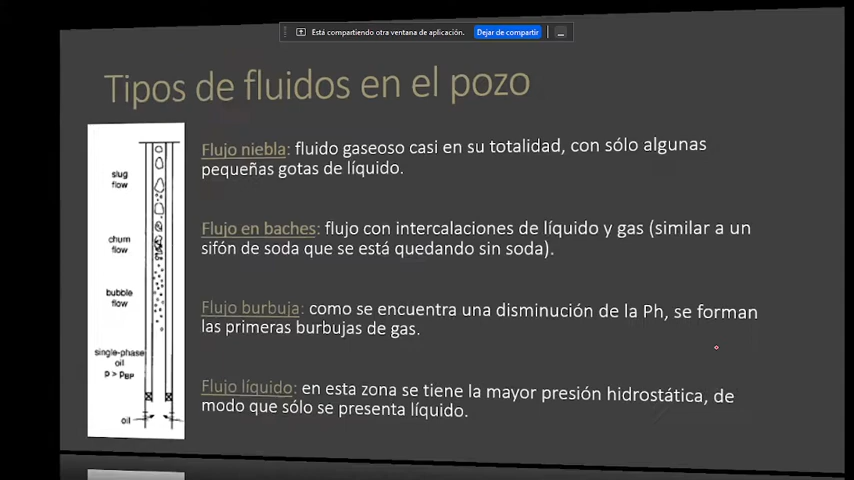 Está compartiendo otra ventana de aplicación. Dejar de compartir
Tipos de fluidos en el pozo
slug
flow
churn
flow
bubble
flow
single-phase
oil
p > pBP
oil
Flujo niebla: fluido gaseoso casi en su totalidad, con sólo algunas
pequeñas gotas de líquido.
Flujo en baches: flujo con intercalaciones de líquido y gas (similar a un
sifón de soda que se está quedando sin soda).
Flujo burbuja: como se encuentra una disminución de la Ph, se forman
las primeras burbujas de gas.
Flujo líquido: en esta zona se tiene la mayor presión hidrostática, de
modo que sólo se presenta líquido.